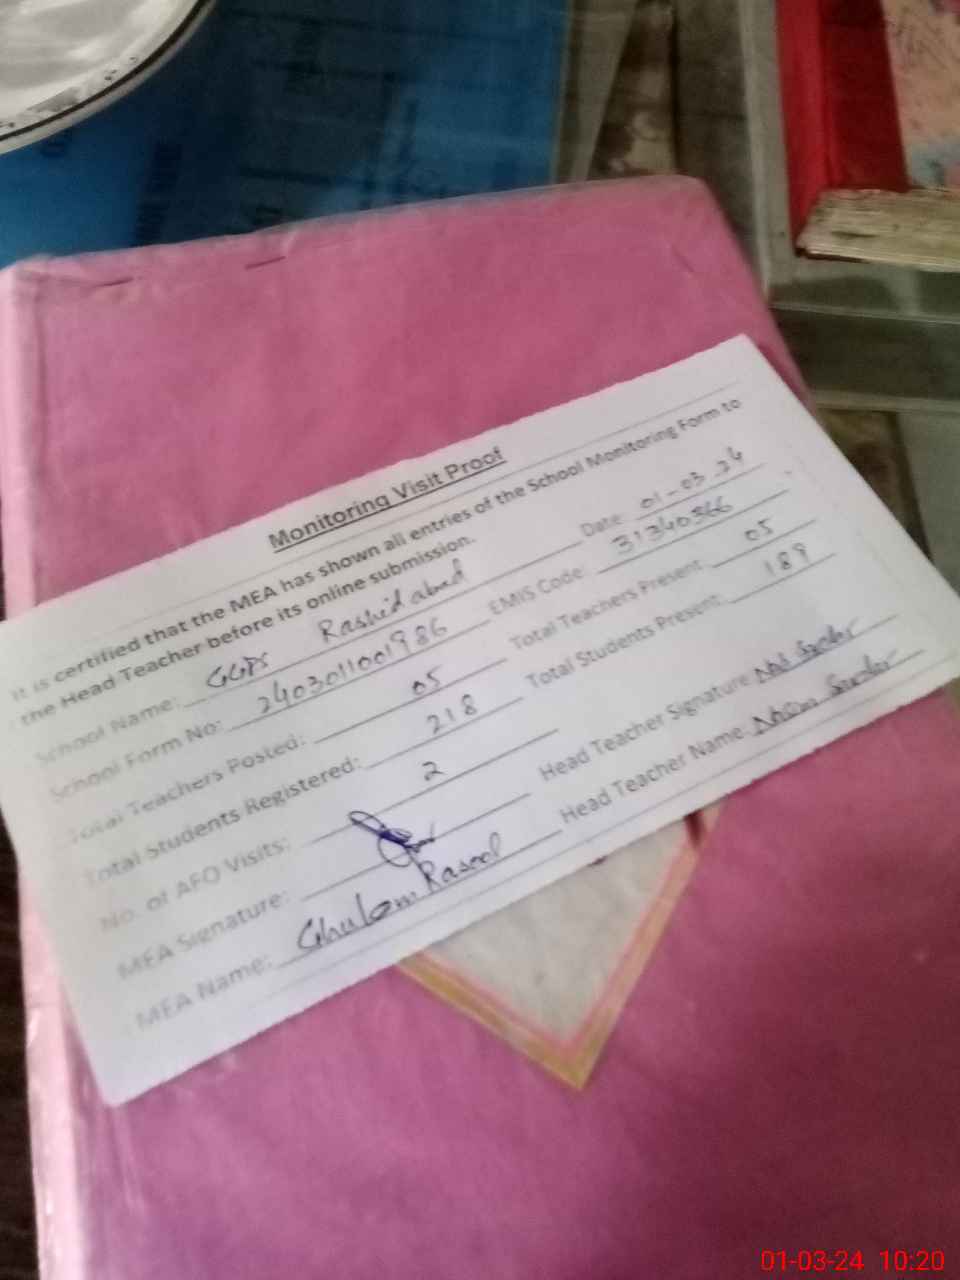 Monitoring Visit Proof
It is certified that the MEA has shown all entries of the School Monitoring Form to
the Head Teacher before its online submission.
School Name: GGPS Rashid abad Date: 01-03-24
School Form No: 2403011001986 EMIS Code: 31340366
Total Teachers Posted: 05 Total Teachers Present: 05
Total Students Registered: 218 Total Students Present: 189
No. of AFO Visits: 2
MEA Signature: Head Teacher Signature
MEA Name: Ghulam Rasool Head Teacher Name:
01-03-24 10:20